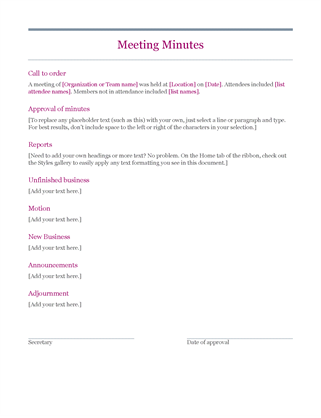 Meeting Minutes
Call to order
A meeting of [Organization or Team name] was held at [Location] on [Date]. Attendees included [list
attendee names]. Members not in attendance included [list names].
Approval of minutes
[To replace any placeholder text (such as this) with your own, just select a line or paragraph and type.
For best results, don't include space to the left or right of the characters in your selection.]
Reports
[Need to add your own headings or more text? No problem. On the Home tab of the ribbon, check out
the Styles gallery to easily apply any text formatting you see in this document.]
Unfinished business
[Add your text here.]
Motion
[Add your text here.]
New Business
[Add your text here.]
Announcements
[Add your text here.]
Adjournment
[Add your text here.]
Secretary
Date of approval